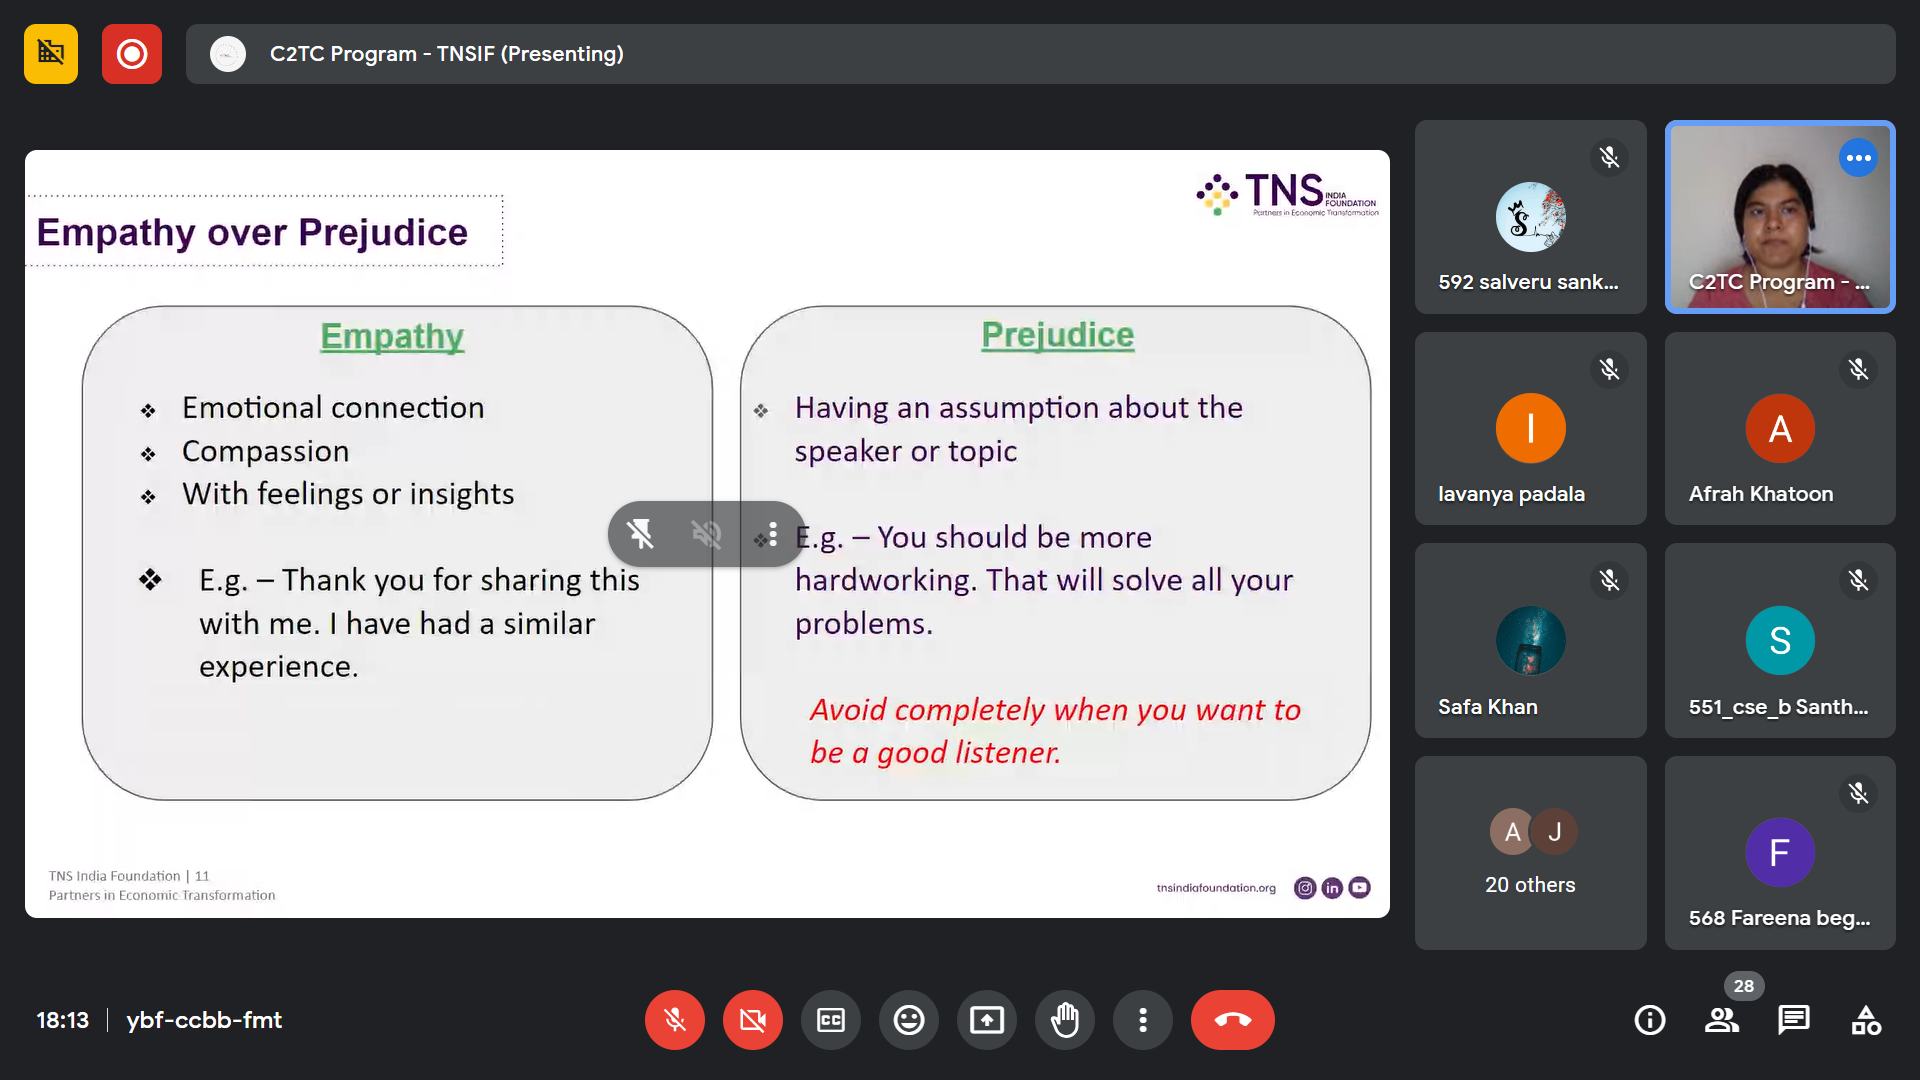 C2TC Program - TNSIF (Presenting)
Empathy over Prejudice
TNS INDIA FOUNDATION
Partners in Economic Transformation
Empathy
Emotional connection
Compassion
With feelings or insights
E.g. – Thank you for sharing this
with me. I have had a similar
experience.
Prejudice
Having an assumption about the
speaker or topic
E.g. – You should be more
hardworking. That will solve all your
problems.
Avoid completely when you want to
be a good listener.
TNS India Foundation | 11
Partners in Economic Transformation
tnsindiafoundation.org
in
592 salveru sank...
C2TC Program - ...
l
lavanya padala
A
Afrah Khatoon
Safa Khan
S
551_cse_b Santh...
A J
20 others
F
568 Fareena beg...
18:13 ybf-ccbb-fmt
CC
28